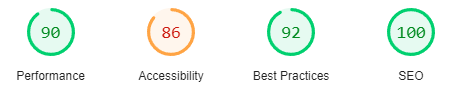 90 86 92 100
Performance Accessibility Best Practices SEO